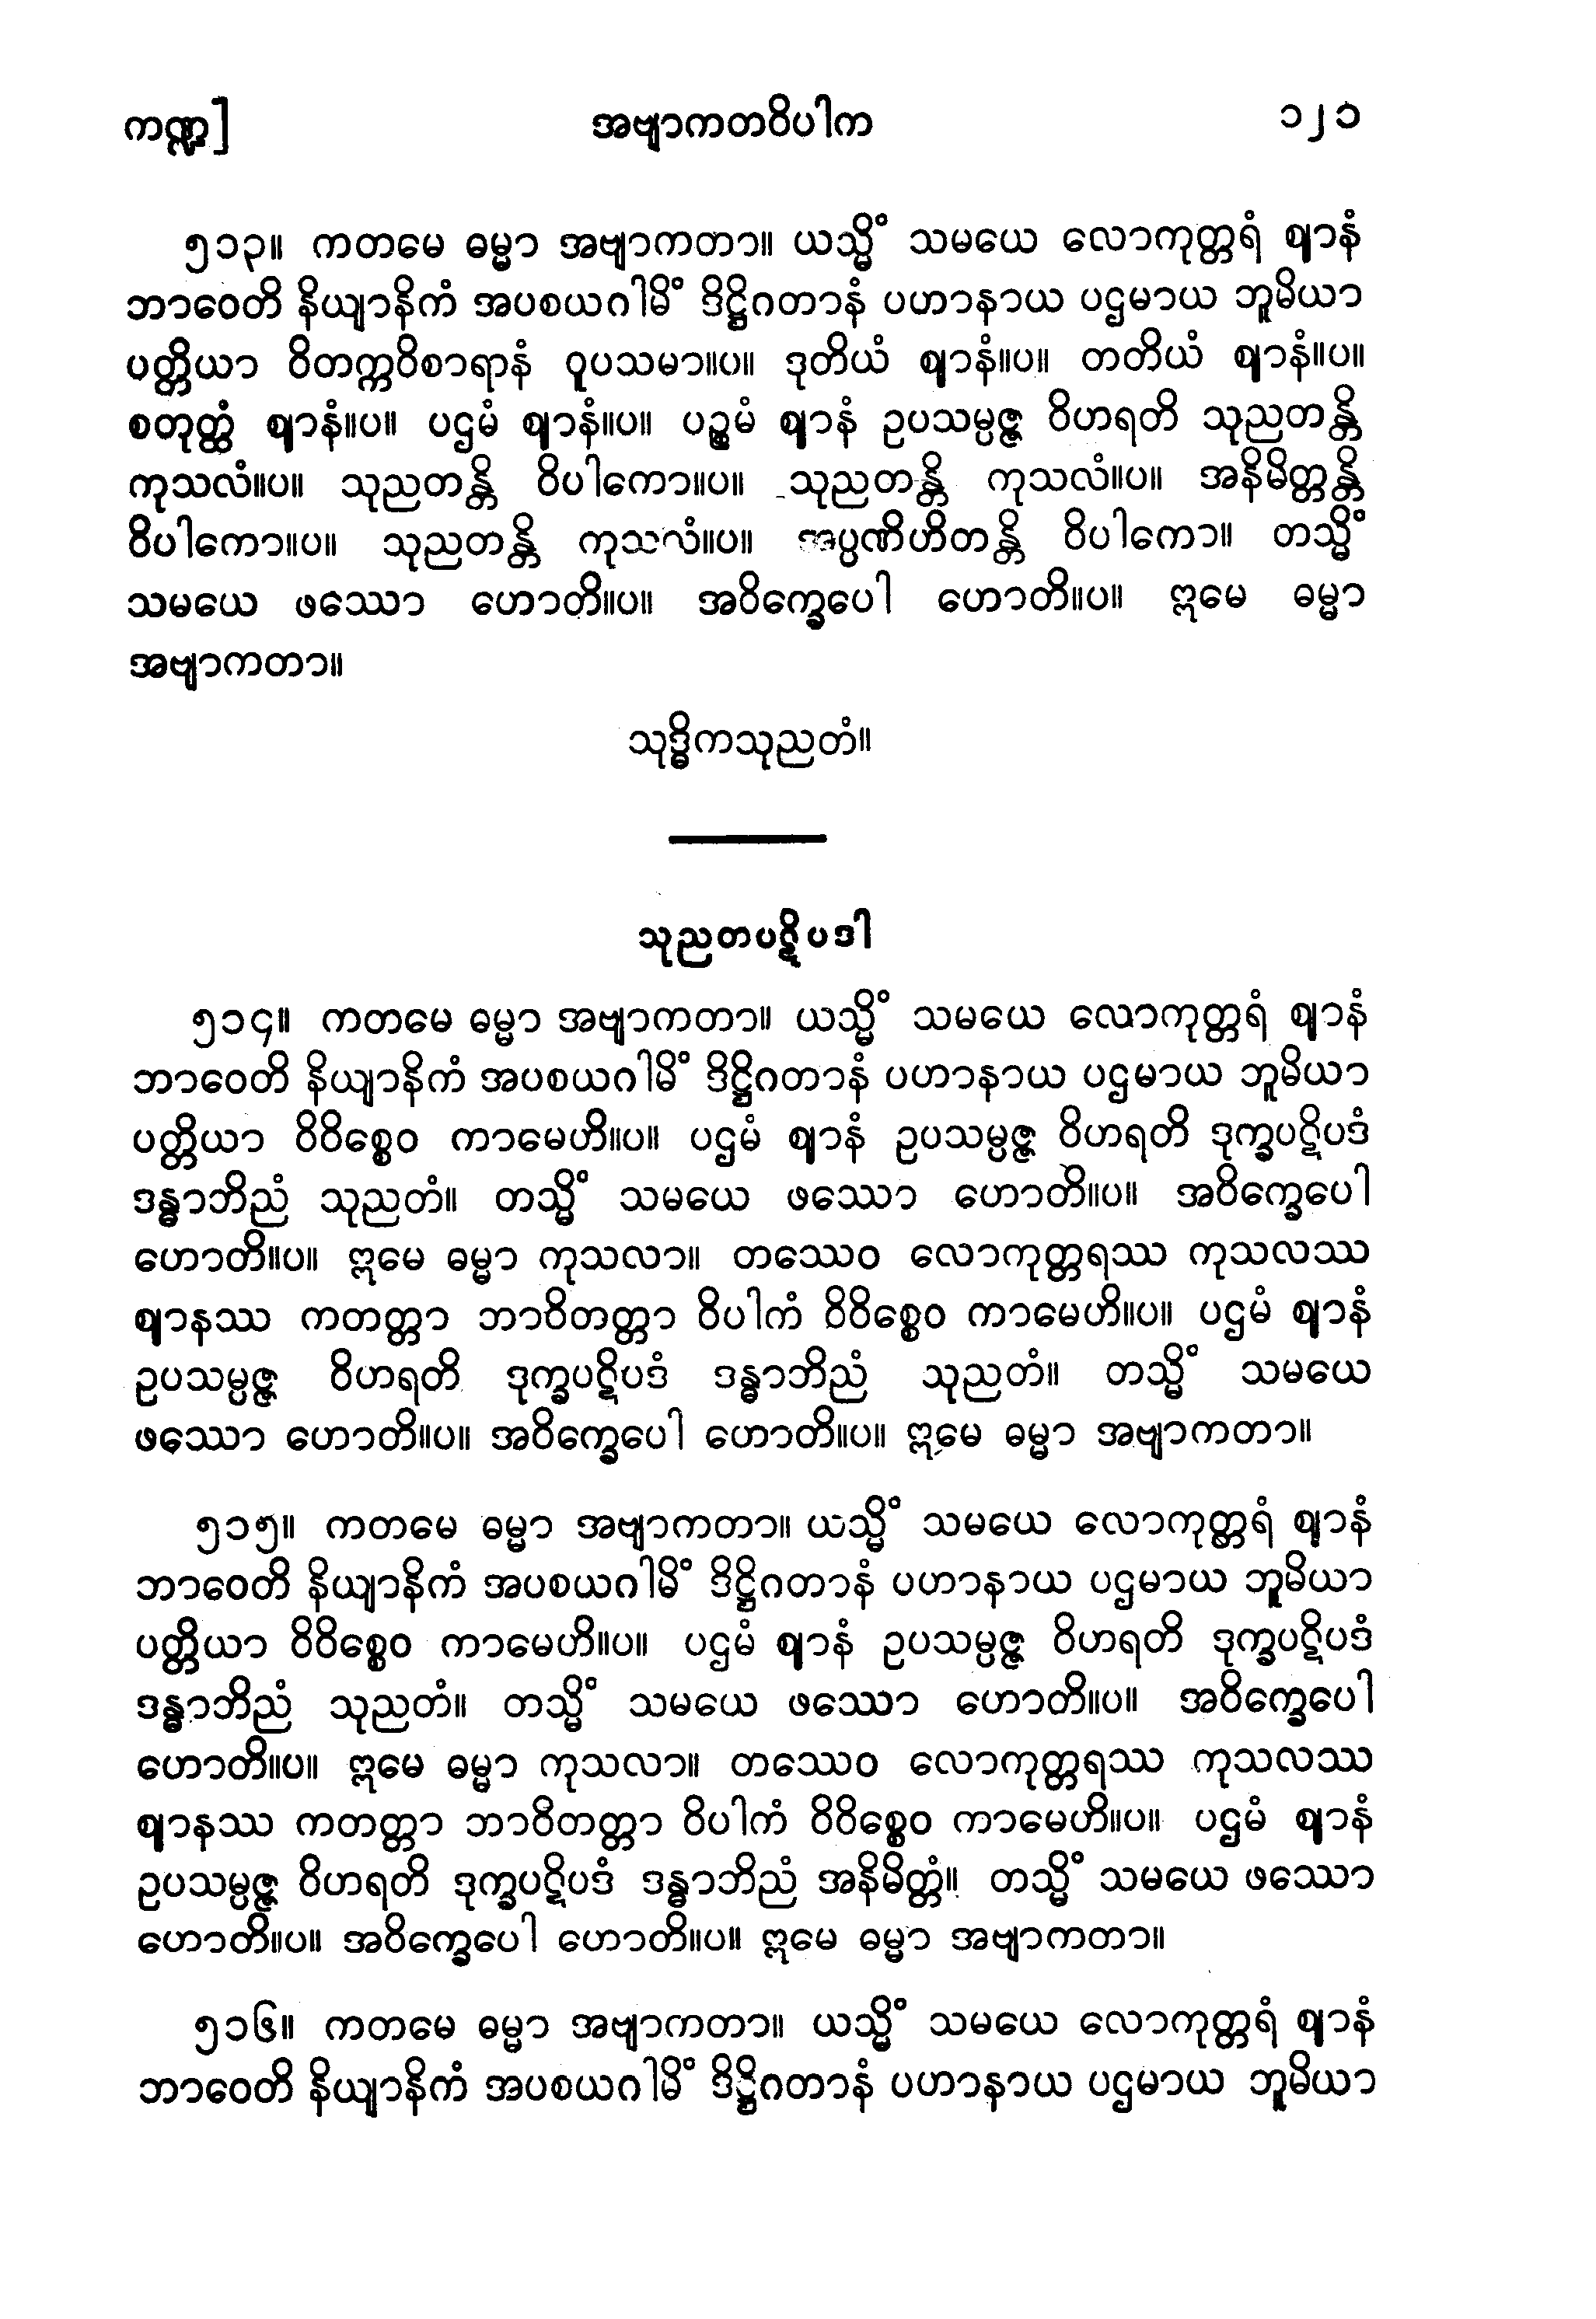 ကဏ္ဍ] အဗျာကတဝိပါက ၁၂၁
၅၁၃။ ကတမေ ဓမ္မာ အဗျာကတာ။ ယသ္မိံ သမယေ လောကုတ္တရံ ဈာနံ
ဘာဝေတိ နိယျာနိကံ အပစယဂါမိံ ဒိဋ္ဌိဂတာနံ ပဟာနာယ ပဌမာယ ဘူမိယာ
ပတ္တိယာ ဝိတက္ကဝိစာရာနံ ဝူပသမာ။ပ။ ဒုတိယံ ဈာနံ။ပ။ တတိယံ ဈာနံ။ပ။
စတုတ္ထံ ဈာနံ။ပ။ ပဌမံ ဈာနံ။ပ။ ပဉ္စမံ ဈာနံ ဥပသမ္ပဇ္ဇ ဝိဟရတိ သုညတန္တိ
ကုသလံ။ပ။ သုညတန္တိ ဝိပါကော။ပ။ သုညတန္တိ ကုသလံ။ပ။ အနိမိတ္တန္တိ
ဝိပါကော။ပ။ သုညတန္တိ ကုသလံ။ပ။ အပ္ပဏိဟိတန္တိ ဝိပါကော။ တသ္မိံ
သမယေ ဖဿော ဟောတိ။ပ။ အဝိက္ခေပေါ ဟောတိ။ပ။ ဣမေ ဓမ္မာ
အဗျာကတာ။
သုဒ္ဓိကသုညတံ။
သုညတပဋိပဒါ
၅၁၄။ ကတမေ ဓမ္မာ အဗျာကတာ။ ယသ္မိံ သမယေ လောကုတ္တရံ ဈာနံ
ဘာဝေတိ နိယျာနိကံ အပစယဂါမိံ ဒိဋ္ဌိဂတာနံ ပဟာနာယ ပဌမာယ ဘူမိယာ
ပတ္တိယာ ဝိဝိစ္စေဝ ကာမေဟိ။ပ။ ပဌမံ ဈာနံ ဥပသမ္ပဇ္ဇ ဝိဟရတိ ဒုက္ခပဋိပဒံ
ဒန္ဓာဘိညံ သုညတံ။ တသ္မိံ သမယေ ဖဿော ဟောတိ။ပ။ အဝိက္ခေပေါ
ဟောတိ။ပ။ ဣမေ ဓမ္မာ ကုသလာ။ တဿေဝ လောကုတ္တရဿ ကုသလဿ
ဈာနဿ ကတတ္တာ ဘာဝိတတ္တာ ဝိပါကံ ဝိဝိစ္စေဝ ကာမေဟိ။ပ။ ပဌမံ ဈာနံ
ဥပသမ္ပဇ္ဇ ဝိဟရတိ ဒုက္ခပဋိပဒံ ဒန္ဓာဘိညံ သုညတံ။ တသ္မိံ သမယေ
ဖဿော ဟောတိ။ပ။ အဝိက္ခေပေါ ဟောတိ။ပ။ ဣမေ ဓမ္မာ အဗျာကတာ။
၅၁၅။ ကတမေ ဓမ္မာ အဗျာကတာ။ ယသ္မိံ သမယေ လောကုတ္တရံ ဈာနံ
ဘာဝေတိ နိယျာနိကံ အပစယဂါမိံ ဒိဋ္ဌိဂတာနံ ပဟာနာယ ပဌမာယ ဘူမိယာ
ပတ္တိယာ ဝိဝိစ္စေဝ ကာမေဟိ။ပ။ ပဌမံ ဈာနံ ဥပသမ္ပဇ္ဇ ဝိဟရတိ ဒုက္ခပဋိပဒံ
ဒန္ဓာဘိညံ သုညတံ။ တသ္မိံ သမယေ ဖဿော ဟောတိ။ပ။ အဝိက္ခေပေါ
ဟောတိ။ပ။ ဣမေ ဓမ္မာ ကုသလာ။ တဿေဝ လောကုတ္တရဿ ကုသလဿ
ဈာနဿ ကတတ္တာ ဘာဝိတတ္တာ ဝိပါကံ ဝိဝိစ္စေဝ ကာမေဟိ။ပ။ ပဌမံ ဈာနံ
ဥပသမ္ပဇ္ဇ ဝိဟရတိ ဒုက္ခပဋိပဒံ ဒန္ဓာဘိညံ အနိမိတ္တံ။ တသ္မိံ သမယေ ဖဿော
ဟောတိ။ပ။ အဝိက္ခေပေါ ဟောတိ။ပ။ ဣမေ ဓမ္မာ အဗျာကတာ။
၅၁၆။ ကတမေ ဓမ္မာ အဗျာကတာ။ ယသ္မိံ သမယေ လောကုတ္တရံ ဈာနံ
ဘာဝေတိ နိယျာနိကံ အပစယဂါမိံ ဒိဋ္ဌိဂတာနံ ပဟာနာယ ပဌမာယ ဘူမိယာ